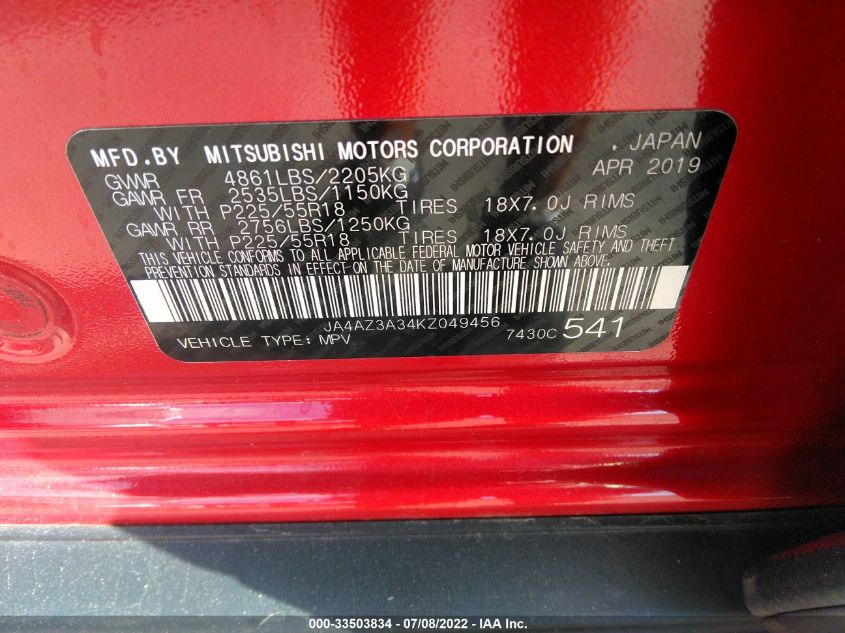 MFD.BY MITSUBISHI MOTORS CORPORATION , JAPAN
GVWR 4861LBS/2205KG APR 2019
GAWR FR 2535LBS/1150KG
WITH P225/55R18 TIRES 18X7.0J RIMS
GAWR RR 2756LBS/1250KG
WITH P225/55R18 TIRES 18X7.0J RIMS
THIS VEHICLE CONFORMS TO ALL APPLICABLE FEDERAL MOTOR VEHICLE SAFETY AND THEFT
PREVENTION STANDARDS IN EFFECT ON THE DATE OF MANUFACTURE SHOWN ABOVE.
JA4AZ3A34KZ049456
VEHICLE TYPE: MPV 7430C 541
000-33503834 / 07/08/2022 - IAA Inc.